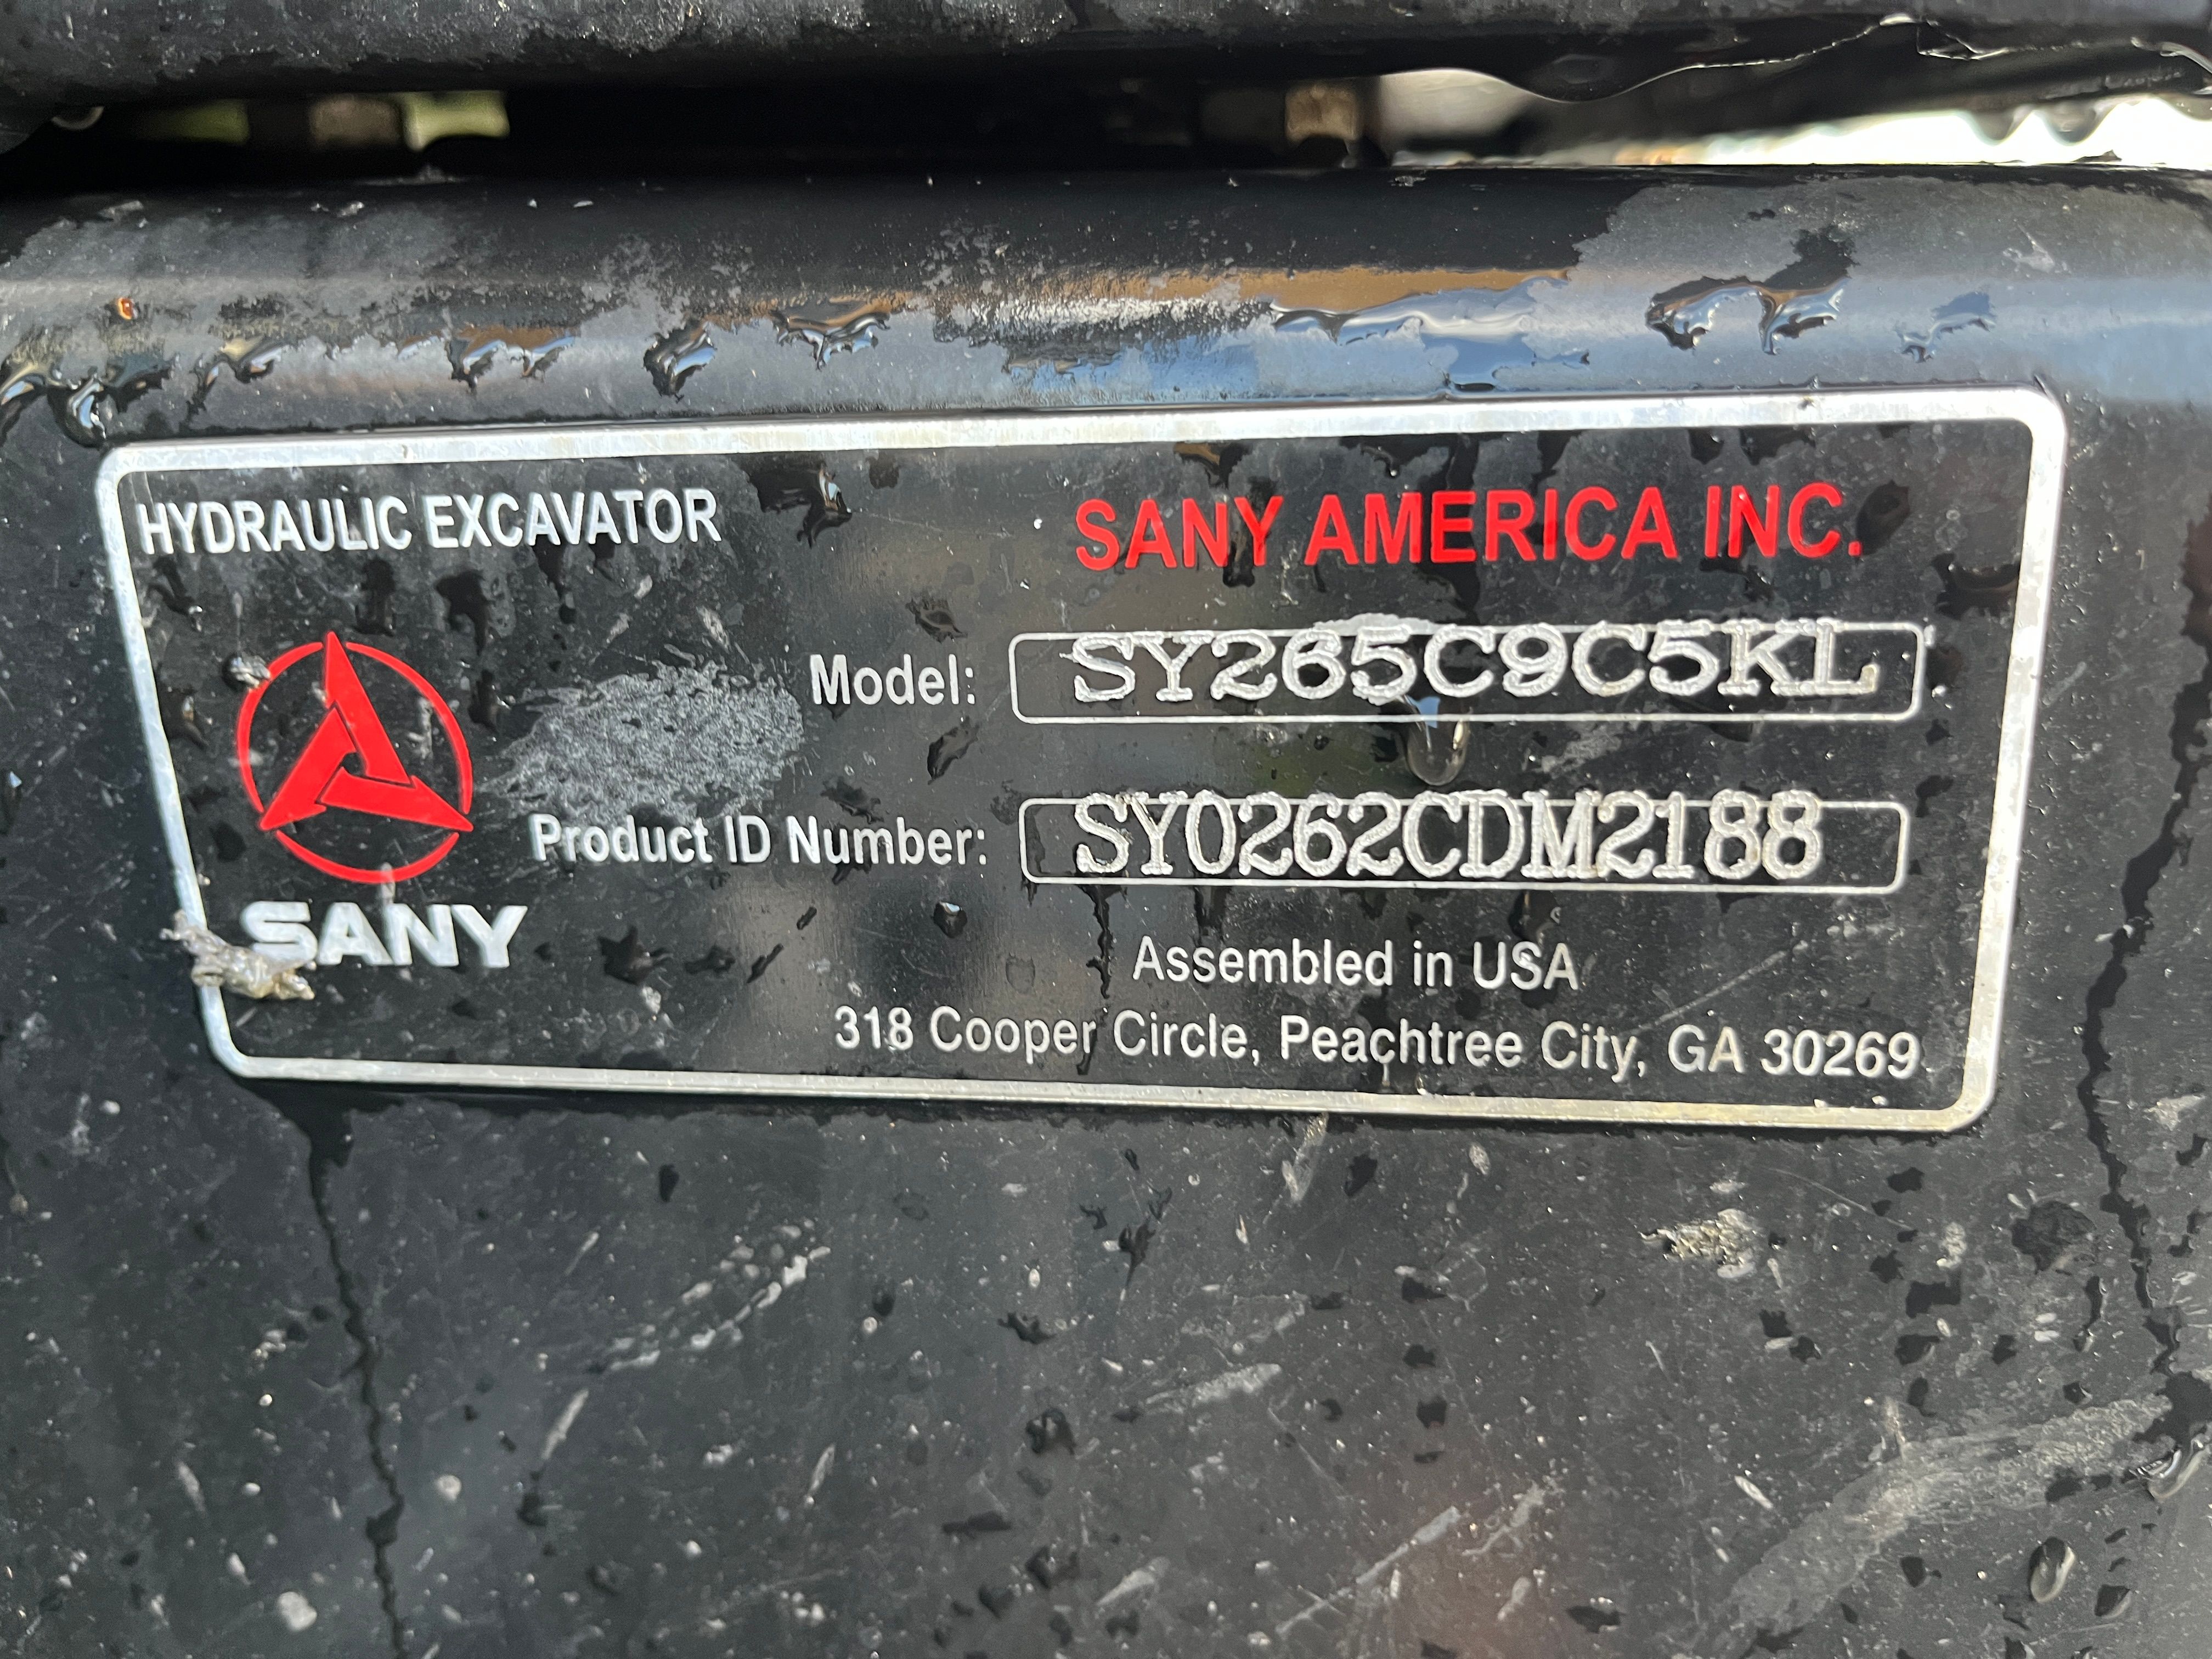 HYDRAULIC EXCAVATOR
SANY AMERICA INC.
Model: SY265C9C5KL
Product ID Number: SY0262CDM2188
SANY
Assembled in USA
318 Cooper Circle, Peachtree City, GA 30269